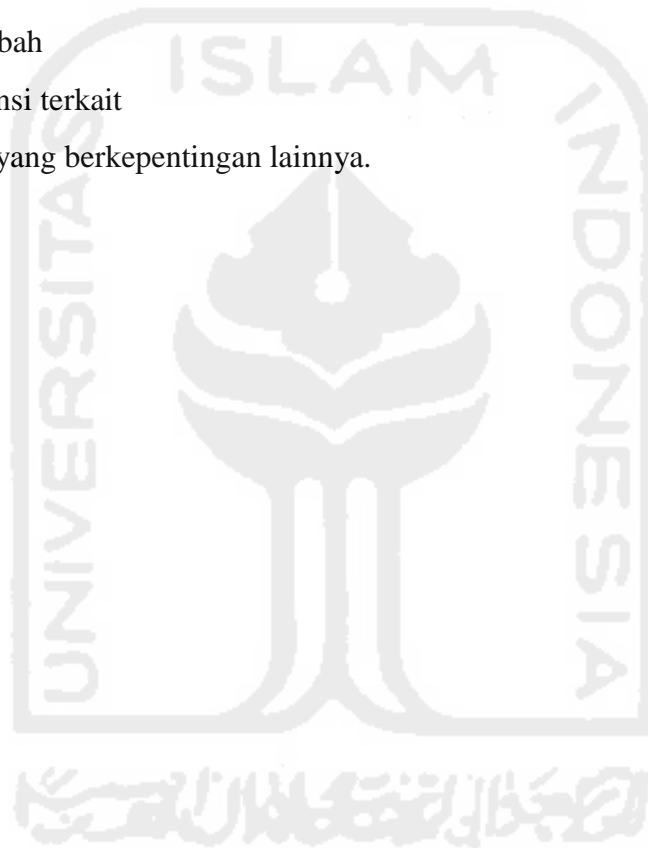 bah
nsi terkait
yang berkepentingan lainnya.
ISLAM
UNIVERSITAS
INDONESIA